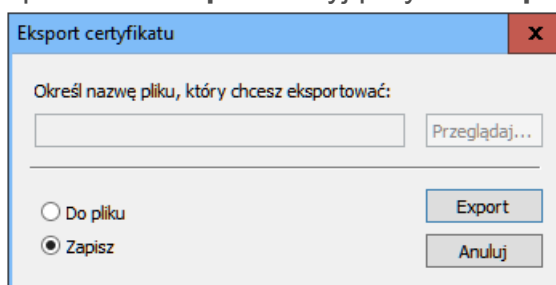 Eksport certyfikatu
x
Określ nazwę pliku, który chcesz eksportować:
Przeglądaj...
Do pliku
Export
Zapisz
Anuluj